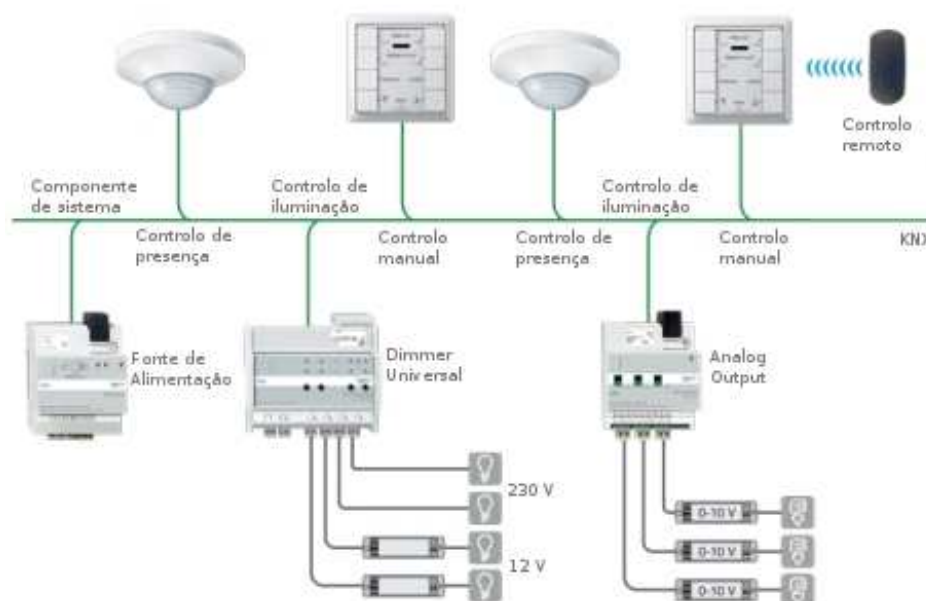 Controlo
remoto
Componente
de sistema
Controlo de
iluminação
Controlo de
iluminação
Controlo de
presença
Controlo
manual
Controlo de
presença
Controlo
manual
KNX
Fonte de
Alimentação
Dimmer
Universal
Analog
Output
230 V
12 V
0-10 V
0-10 V
0-10 V